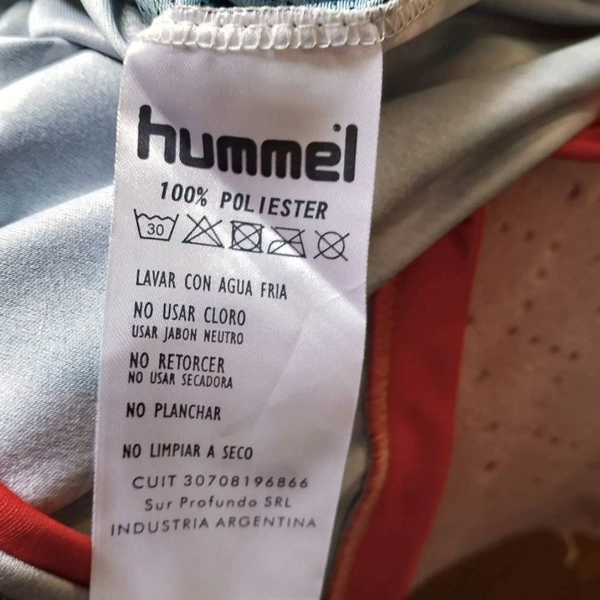 hummel
100% POLIESTER
30
LAVAR CON AGUA FRIA
NO USAR CLORO
USAR JABON NEUTRO
NO RETORCER
NO USAR SECADORA
NO PLANCHAR
NO LIMPIAR A SECO
CUIT 30708196866
Sur Profundo SRL
INDUSTRIA ARGENTINA